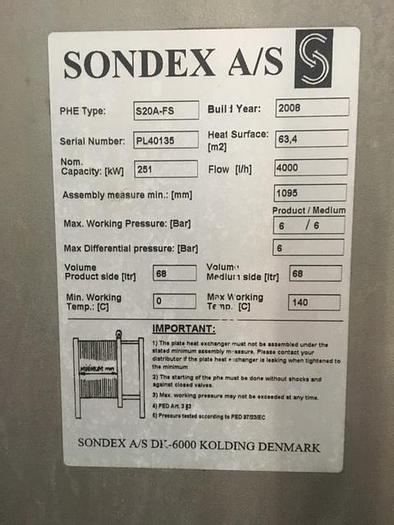 SONDEX A/S S
PHE Type: S20A-FS Built Year: 2008
Serial Number: PL40135 Heat Surface: [m2] 63,4
Nom. Capacity: [kW] 251 Flow [l/h] 4000
Assembly measure min.: [mm] 1095
Product / Medium
Max. Working Pressure: [Bar] 6 / 6
Max Differential pressure: [Bar] 6
Volume Product side [ltr] 68 Volume Medium side [ltr] 68
Min. Working Temp.: [C] 0 Max Working Temp. [C] 140
IMPORTANT:
1) The plate heat exchanger must not be assembled under the
stated minimum assembly measure. Please contact your
distributor if the plate heat exchanger is leaking when tightened to
the minimum
2) The starting of the phe must be done without shocks and
against closed valves.
3) Max. working pressure may not be exceeded at any time.
4) PED Art. 3 §3
5) Pressure tested according to PED 97/23/EC
MINIMUM mm
SONDEX A/S DK-6000 KOLDING DENMARK